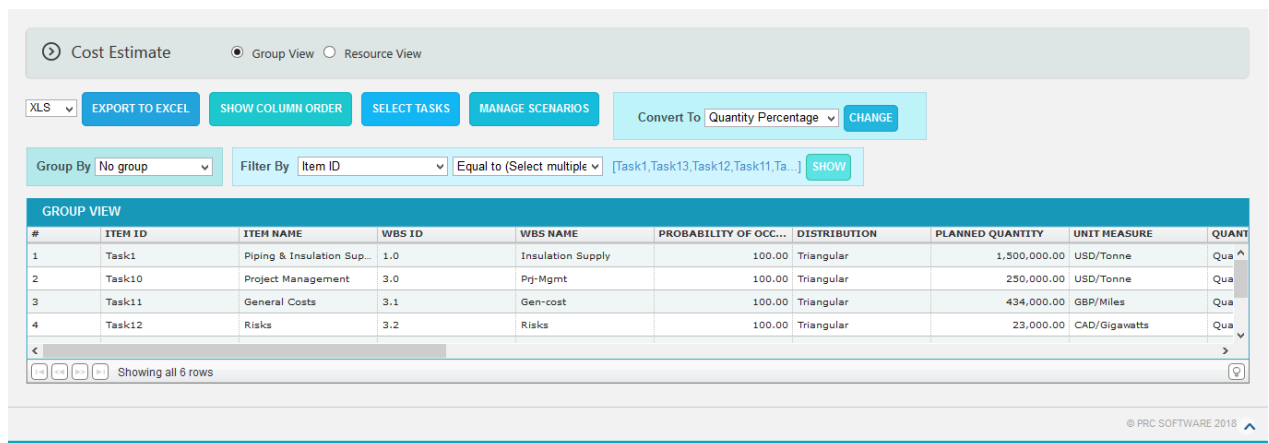 Cost Estimate Group View Resource View
XLS EXPORT TO EXCEL SHOW COLUMN ORDER SELECT TASKS MANAGE SCENARIOS Convert To Quantity Percentage CHANGE
Group By No group Filter By Item ID Equal to (Select multiple [Task1,Task13,Task12,Task11,Ta...] SHOW
GROUP VIEW
# ITEM ID ITEM NAME WBS ID WBS NAME PROBABILITY OF OCC... DISTRIBUTION PLANNED QUANTITY UNIT MEASURE QUANT
1 Task1 Piping & Insulation Sup... 1.0 Insulation Supply 100.00 Triangular 1,500,000.00 USD/Tonne Qua
2 Task10 Project Management 3.0 Prj-Mgmt 100.00 Triangular 250,000.00 USD/Tonne Qua
3 Task11 General Costs 3.1 Gen-cost 100.00 Triangular 434,000.00 GBP/Miles Qua
4 Task12 Risks 3.2 Risks 100.00 Triangular 23,000.00 CAD/Gigawatts Qua
Showing all 6 rows
© PRC SOFTWARE 2018